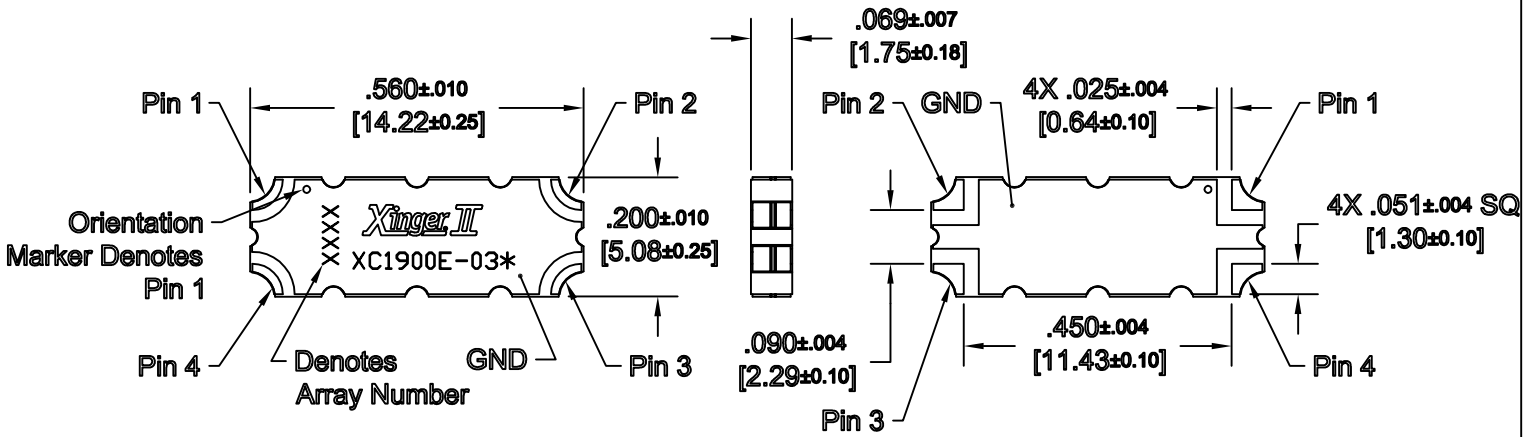 .069±.007
[1.75±0.18]
Pin 1
.560±.010
[14.22±0.25]
Pin 2
Pin 2
GND
4X .025±.004
[0.64±0.10]
Pin 1
Orientation
Marker Denotes
Pin 1
XXXX
Xinger II
XC1900E-03*
.200±.010
[5.08±0.25]
4X .051±.004 SQ
[1.30±0.10]
Pin 4
Denotes
Array Number
GND
Pin 3
.090±.004
[2.29±0.10]
.450±.004
[11.43±0.10]
Pin 4
Pin 3